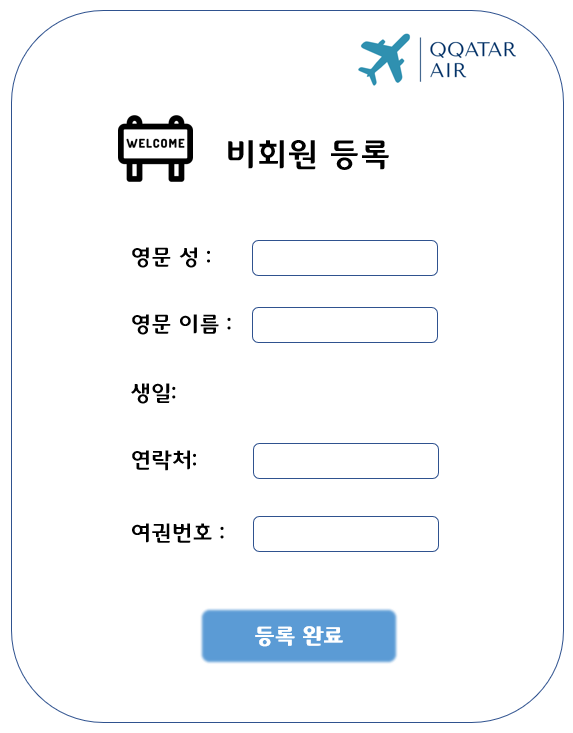 QQATAR
AIR
WELCOME
비회원 등록
영문 성 :
영문 이름 :
생일:
연락처:
여권번호 :
등록 완료